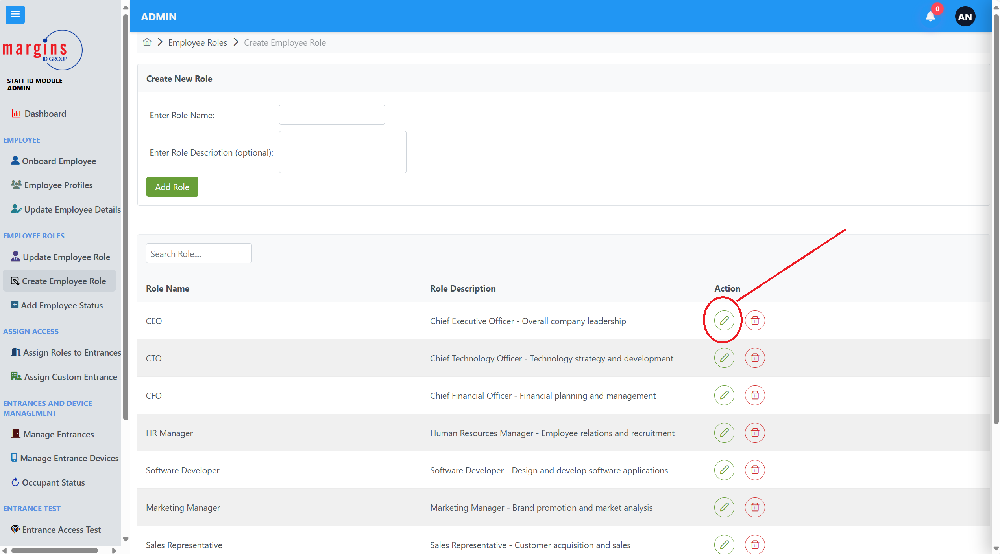 ADMIN
0
AN
margins
ID GROUP
STAFF ID MODULE
ADMIN
Dashboard
EMPLOYEE
Onboard Employee
Employee Profiles
Update Employee Details
EMPLOYEE ROLES
Update Employee Role
Create Employee Role
Add Employee Status
ASSIGN ACCESS
Assign Roles to Entrances
Assign Custom Entrance
ENTRANCES AND DEVICE
MANAGEMENT
Manage Entrances
Manage Entrance Devices
Occupant Status
ENTRANCE TEST
Entrance Access Test
Employee Roles Create Employee Role
Create New Role
Enter Role Name:
Enter Role Description (optional):
Add Role
Search Role....
Role Name Role Description Action
CEO Chief Executive Officer - Overall company leadership
CTO Chief Technology Officer - Technology strategy and development
CFO Chief Financial Officer - Financial planning and management
HR Manager Human Resources Manager - Employee relations and recruitment
Software Developer Software Developer - Design and develop software applications
Marketing Manager Marketing Manager - Brand promotion and market analysis
Sales Representative Sales Representative - Customer acquisition and sales